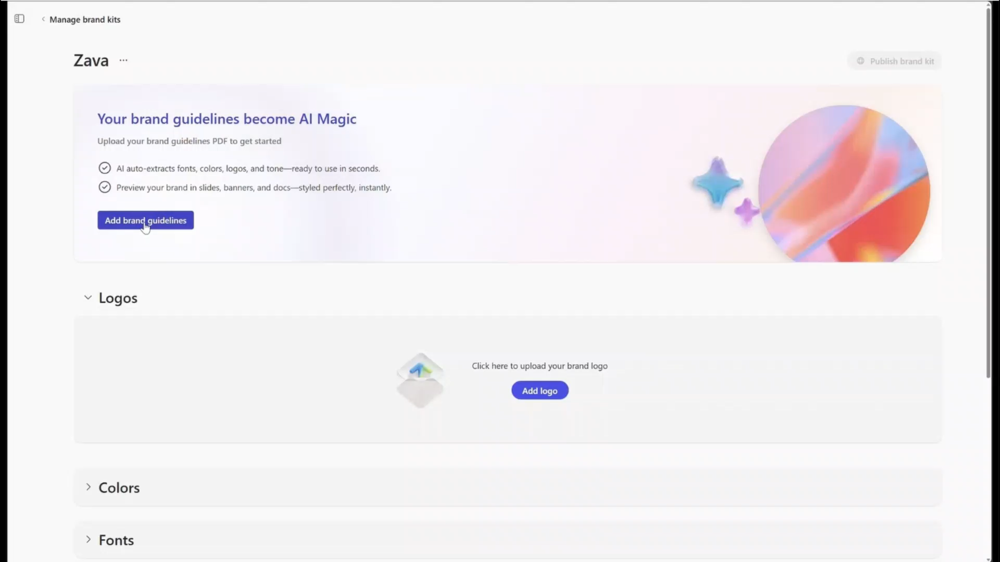 Manage brand kits
Zava ...
Publish brand kit
Your brand guidelines become AI Magic
Upload your brand guidelines PDF to get started
AI auto-extracts fonts, colors, logos, and tone—ready to use in seconds.
Preview your brand in slides, banners, and docs—styled perfectly, instantly.
Add brand guidelines
Logos
Click here to upload your brand logo
Add logo
Colors
Fonts